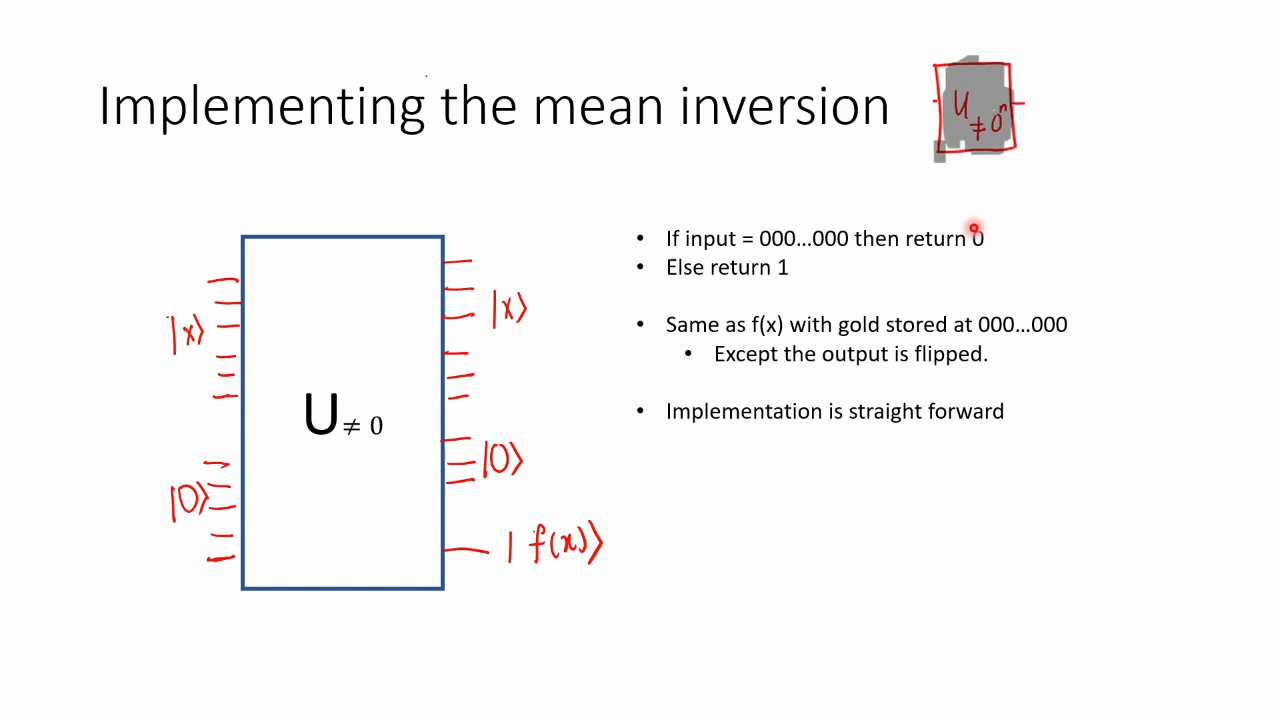 Implementing the mean inversion
U≠0ⁿ
• If input = 000...000 then return 0
• Else return 1
• Same as f(x) with gold stored at 000...000
• Except the output is flipped.
• Implementation is straight forward
|x⟩
|x⟩
U≠ 0
|0⟩
|0⟩
| f(x)⟩